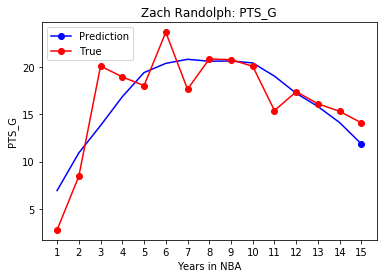 Zach Randolph: PTS_G
Prediction
True
20
15
10
5
PTS_G
1 2 3 4 5 6 7 8 9 10 11 12 13 14 15
Years in NBA